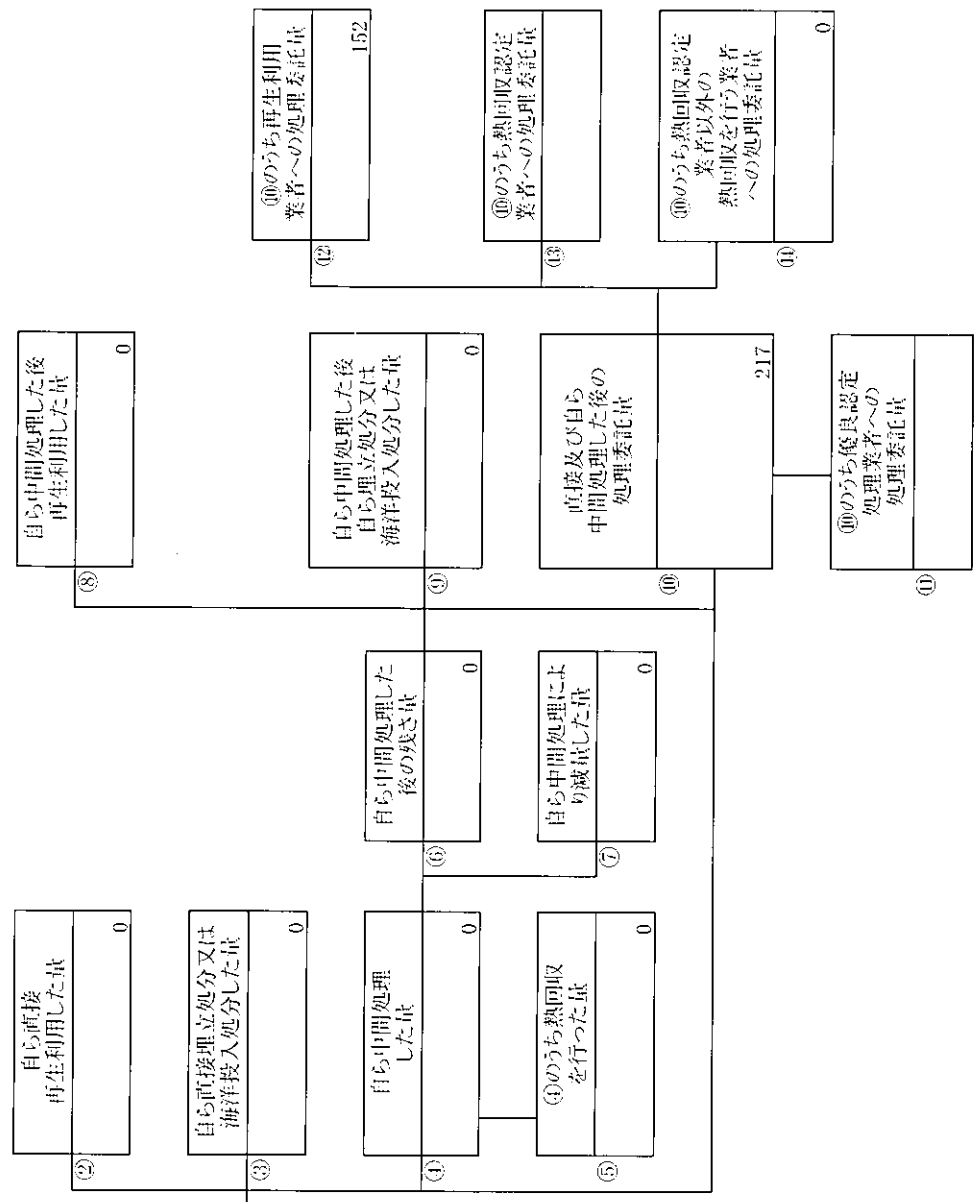 ②
自ら直接
再生利用した量
0
③
自ら直接埋立処分又は
海洋投入処分した量
0
④
自ら中間処理
した量
0
⑤
④のうち熱回収
を行った量
0
⑥
自ら中間処理した
後の残さ量
0
⑦
自ら中間処理によ
り減量した量
0
⑧
自ら中間処理した後
再生利用した量
0
⑨
自ら中間処理した後
自ら埋立処分又は
海洋投入処分した量
0
⑩
直接及び自ら
中間処理した後の
処理委託量
217
⑪
⑩のうち優良認定
処理業者への
処理委託量
⑫
⑩のうち再生利用
業者への処理委託量
152
⑬
⑩のうち熱回収認定
業者への処理委託量
⑭
⑩のうち熱回収認定
業者以外の
熱回収を行う業者
への処理委託量
0